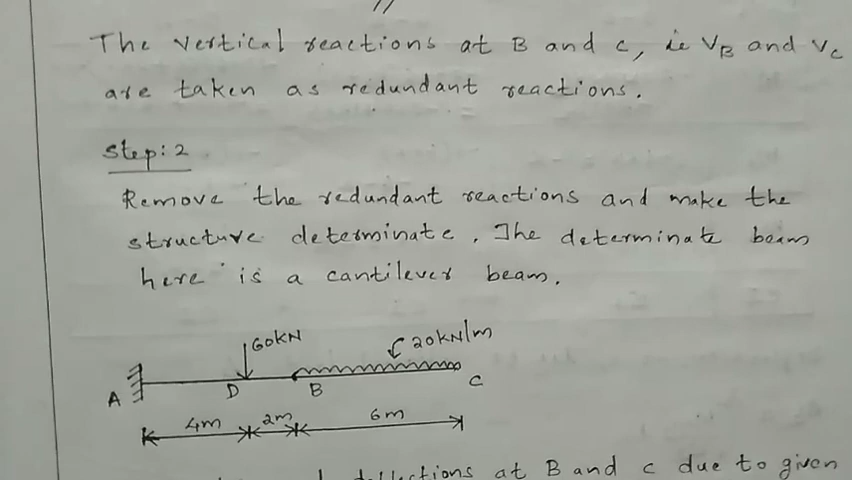 The vertical reactions at B and C, ie VB and VC
are taken as redundant reactions.
Step: 2
Remove the redundant reactions and make the
structure determinate. The determinate beam
here is a cantilever beam.
60KN
20KN/m
A D B C
4m 2m 6m
deflections at B and C due to given